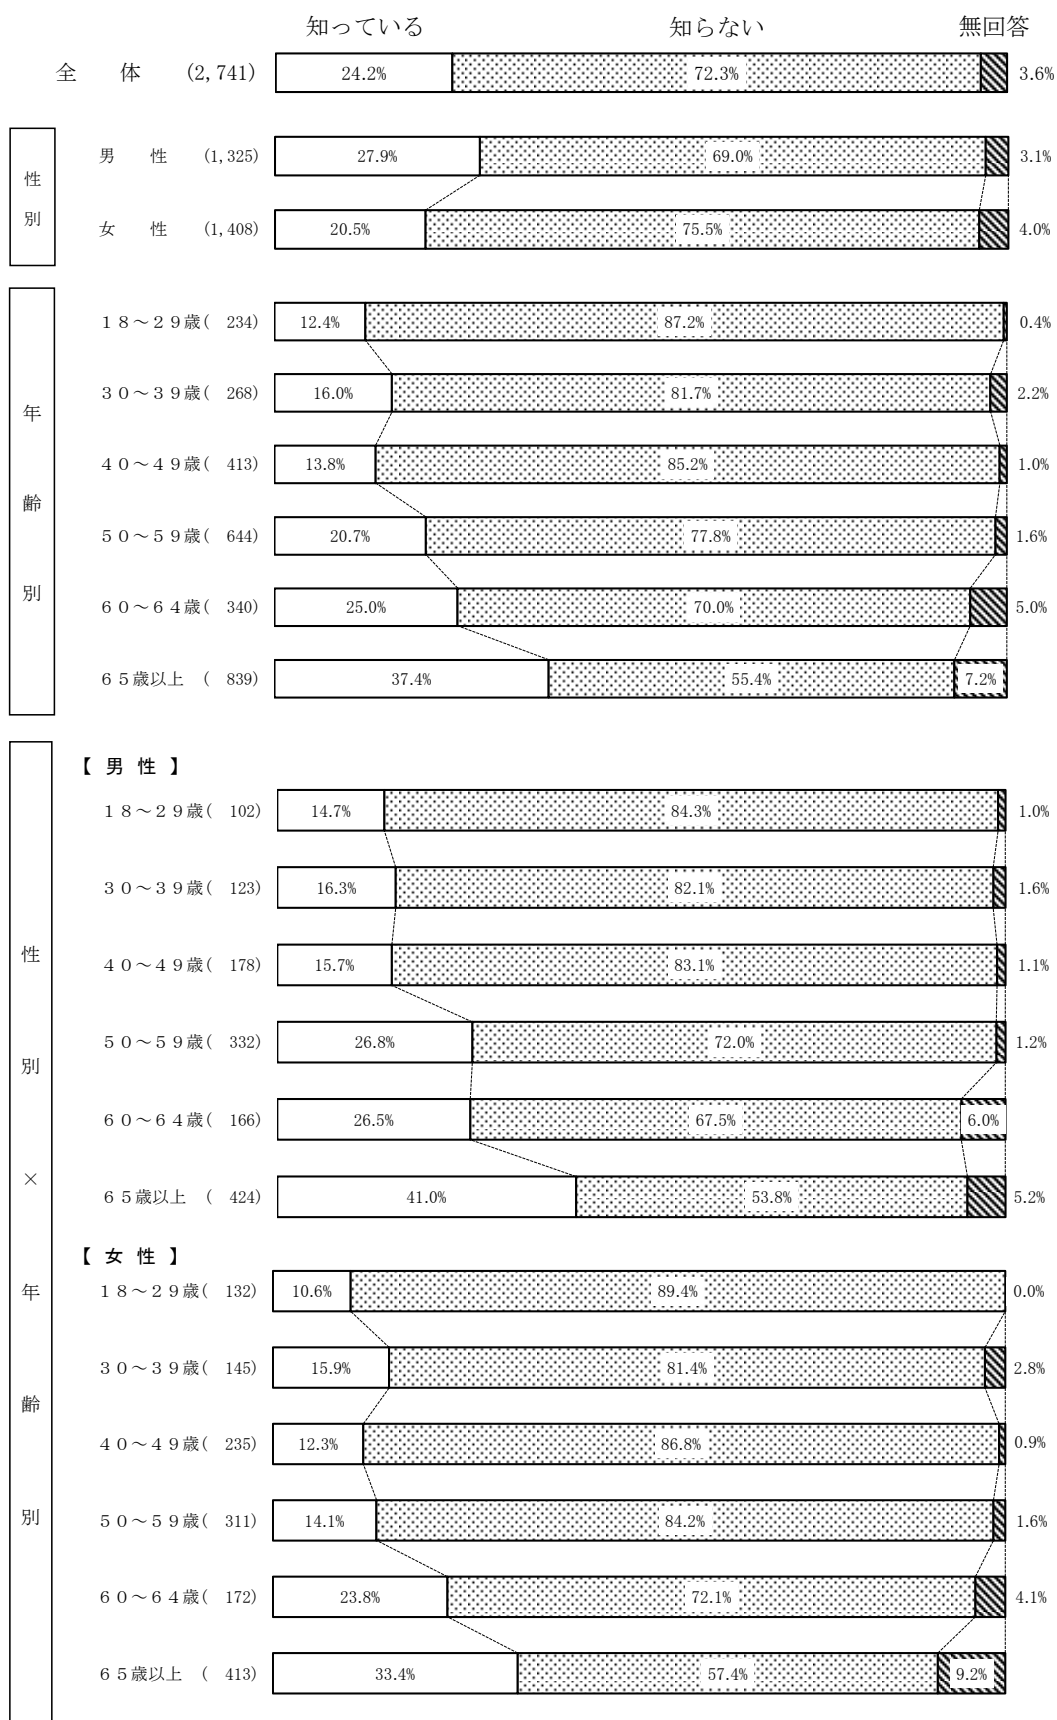 知っている 知らない 無回答
全 体 (2,741) 24.2% 72.3% 3.6%
性別
男 性 (1,325) 27.9% 69.0% 3.1%
女 性 (1,408) 20.5% 75.5% 4.0%
年齢別
18～29歳( 234) 12.4% 87.2% 0.4%
30～39歳( 268) 16.0% 81.7% 2.2%
40～49歳( 413) 13.8% 85.2% 1.0%
50～59歳( 644) 20.7% 77.8% 1.6%
60～64歳( 340) 25.0% 70.0% 5.0%
65歳以上 ( 839) 37.4% 55.4% 7.2%
性別×年齢別
【 男 性 】
18～29歳( 102) 14.7% 84.3% 1.0%
30～39歳( 123) 16.3% 82.1% 1.6%
40～49歳( 178) 15.7% 83.1% 1.1%
50～59歳( 332) 26.8% 72.0% 1.2%
60～64歳( 166) 26.5% 67.5% 6.0%
65歳以上 ( 424) 41.0% 53.8% 5.2%
【 女 性 】
18～29歳( 132) 10.6% 89.4% 0.0%
30～39歳( 145) 15.9% 81.4% 2.8%
40～49歳( 235) 12.3% 86.8% 0.9%
50～59歳( 311) 14.1% 84.2% 1.6%
60～64歳( 172) 23.8% 72.1% 4.1%
65歳以上 ( 413) 33.4% 57.4% 9.2%